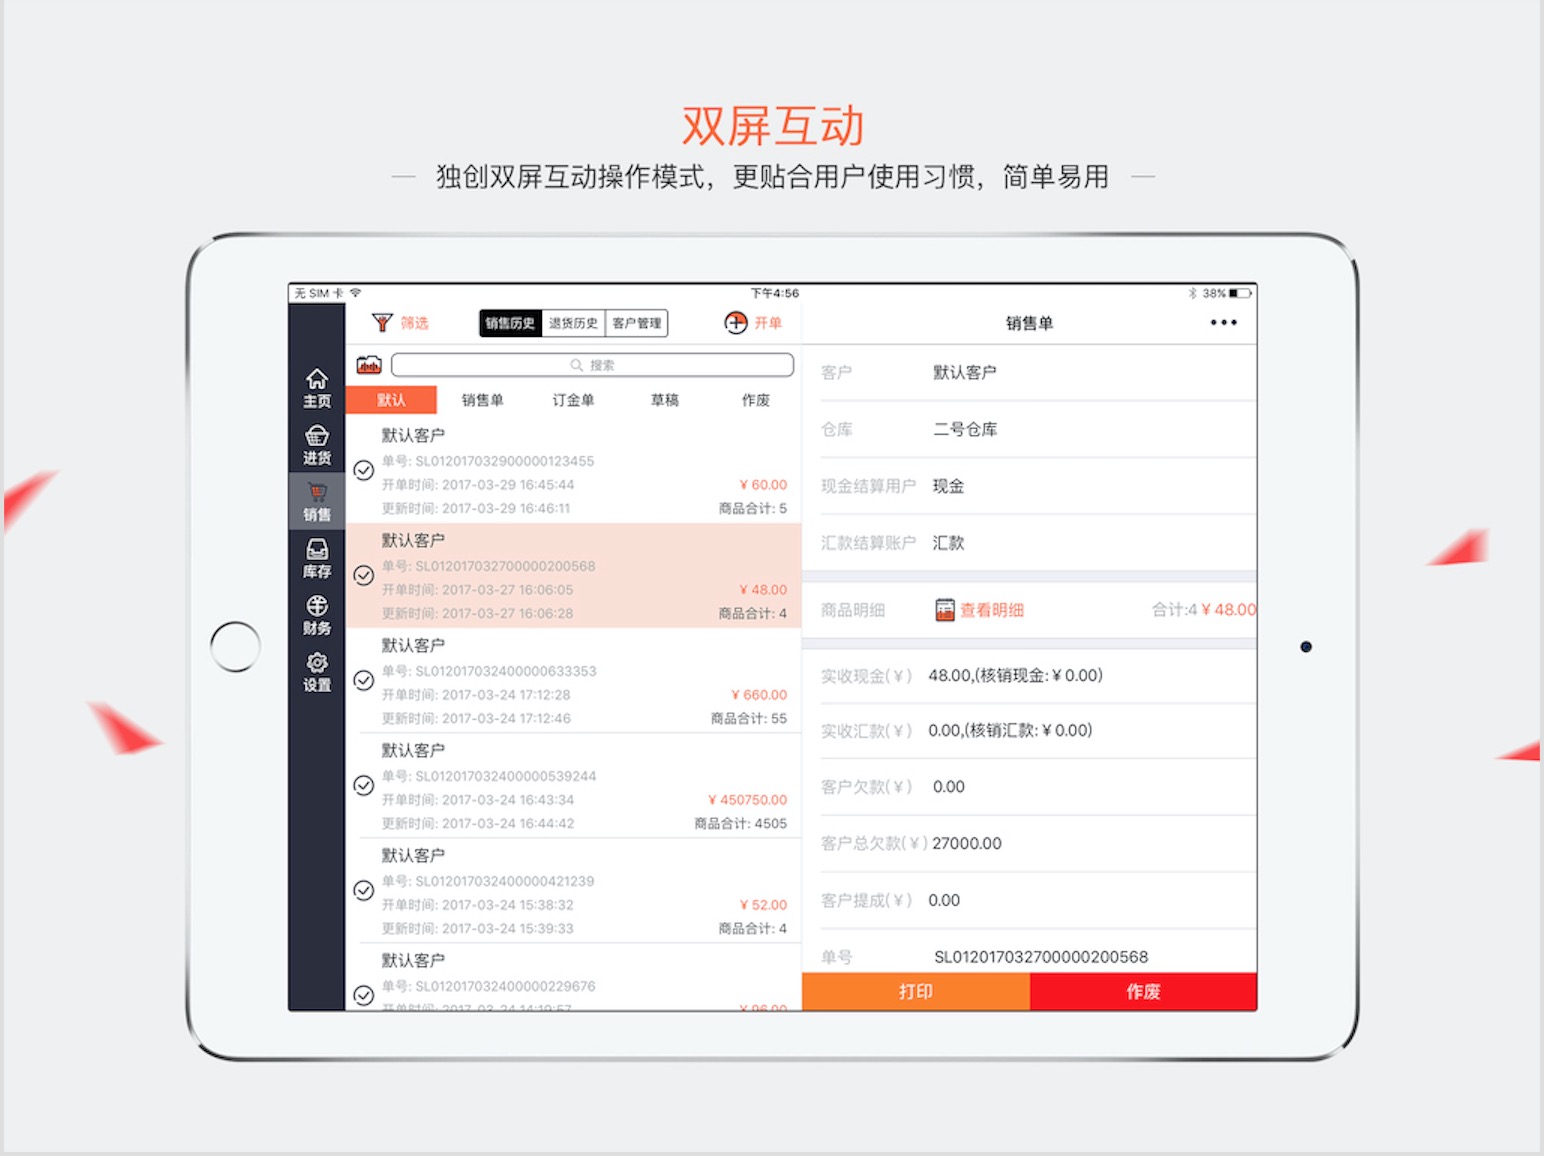 双屏互动
独创双屏互动操作模式，更贴合用户使用习惯，简单易用
无 SIM 卡
下午4:56
38%
筛选
销售历史 退货历史 客户管理
开单
搜索
默认 销售单 订金单 草稿 作废
主页
进货
销售
库存
财务
设置
默认客户
单号: SL012017032900000123455
开单时间: 2017-03-29 16:45:44 ¥ 60.00
更新时间: 2017-03-29 16:46:11 商品合计: 5
默认客户
单号: SL012017032700000200568
开单时间: 2017-03-27 16:06:05 ¥ 48.00
更新时间: 2017-03-27 16:06:28 商品合计: 4
默认客户
单号: SL012017032400000633353
开单时间: 2017-03-24 17:12:28 ¥ 660.00
更新时间: 2017-03-24 17:12:46 商品合计: 55
默认客户
单号: SL012017032400000539244
开单时间: 2017-03-24 16:43:34 ¥ 450750.00
更新时间: 2017-03-24 16:44:42 商品合计: 4505
默认客户
单号: SL012017032400000421239
开单时间: 2017-03-24 15:38:32 ¥ 52.00
更新时间: 2017-03-24 15:39:33 商品合计: 4
默认客户
单号: SL012017032400000229676
开单时间: 2017-03-24 14:19:57 ¥ 96.00
销售单
客户 默认客户
仓库 二号仓库
现金结算用户 现金
汇款结算账户 汇款
商品明细 查看明细 合计:4 ¥ 48.00
实收现金(¥) 48.00,(核销现金: ¥ 0.00)
实收汇款(¥) 0.00,(核销汇款: ¥ 0.00)
客户欠款(¥) 0.00
客户总欠款(¥) 27000.00
客户提成(¥) 0.00
单号 SL012017032700000200568
打印 作废